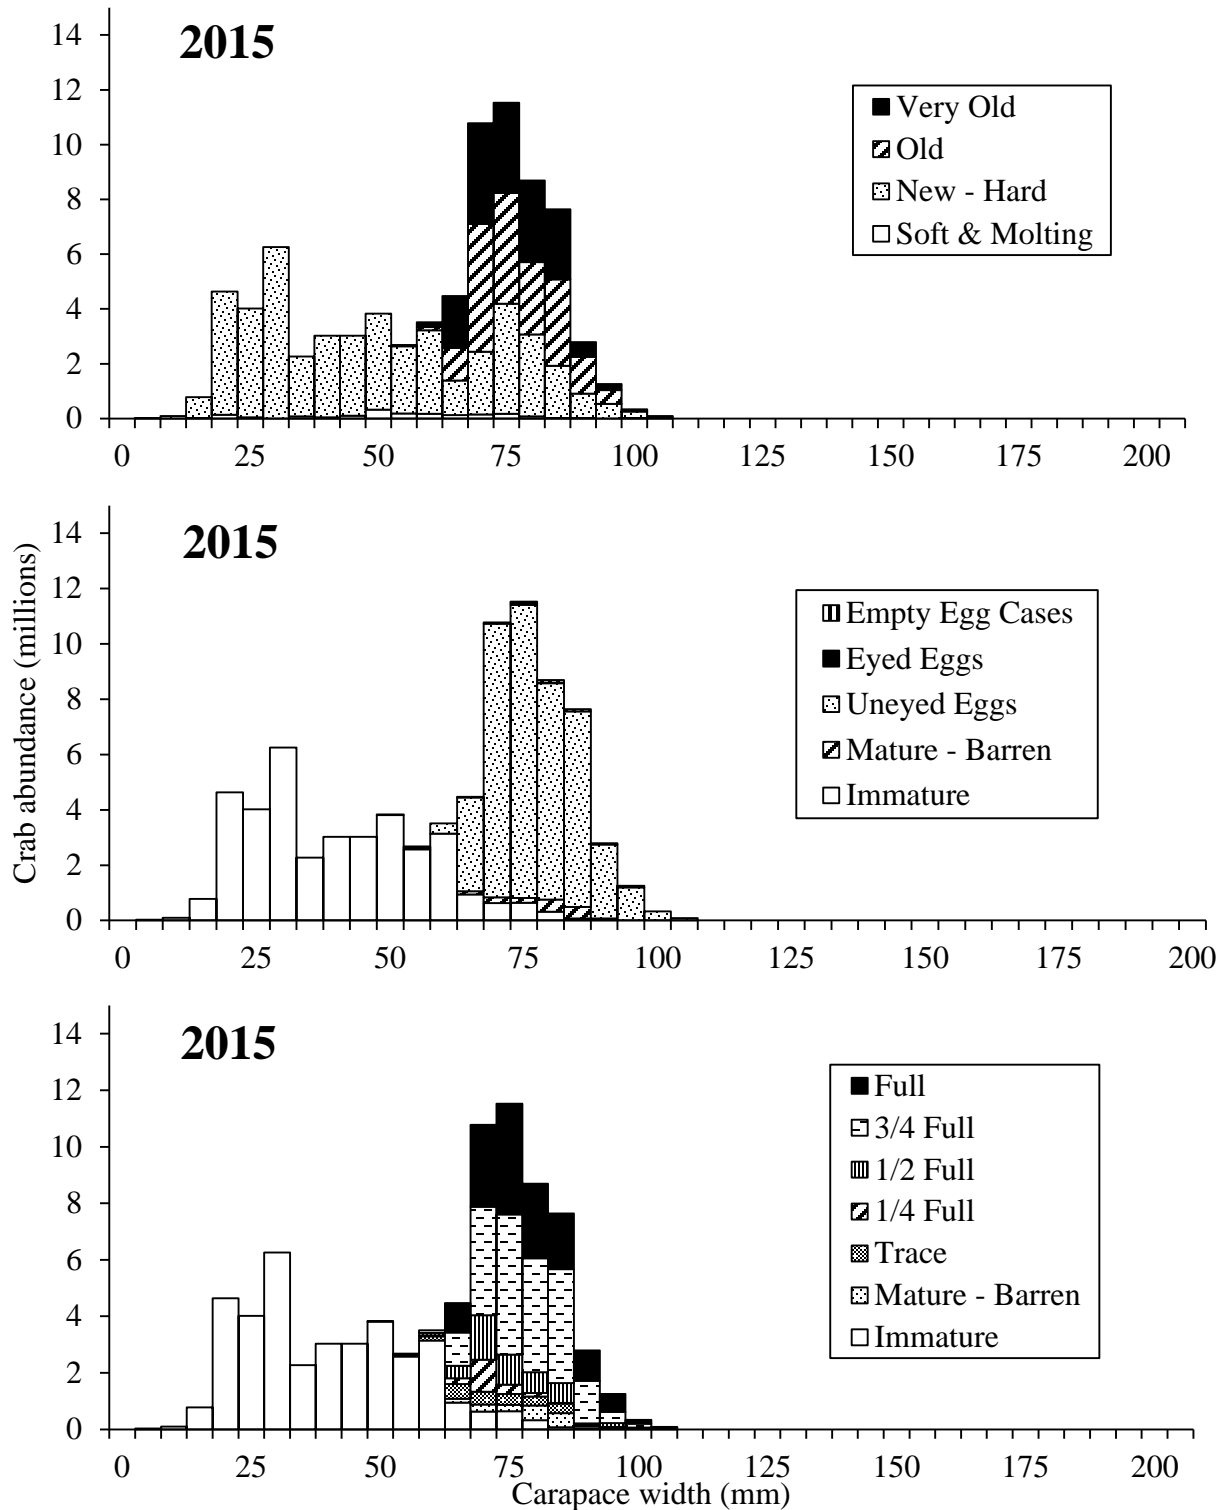 2015
14
12
10
8
6
4
2
0
Very Old
Old
New - Hard
Soft & Molting
0 25 50 75 100 125 150 175 200
Crab abundance (millions)
2015
14
12
10
8
6
4
2
0
Empty Egg Cases
Eyed Eggs
Uneyed Eggs
Mature - Barren
Immature
0 25 50 75 100 125 150 175 200
2015
14
12
10
8
6
4
2
0
Full
3/4 Full
1/2 Full
1/4 Full
Trace
Mature - Barren
Immature
0 25 50 75 100 125 150 175 200
Carapace width (mm)